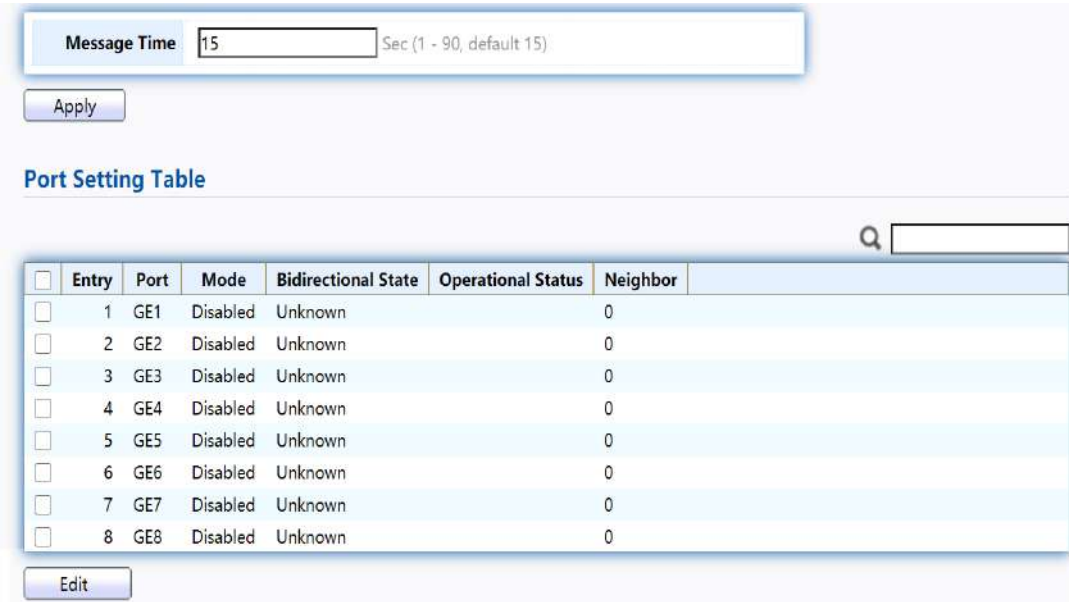 Message Time 15 Sec (1 - 90, default 15)
Apply
Port Setting Table
Entry Port Mode Bidirectional State Operational Status Neighbor
1 GE1 Disabled Unknown 0
2 GE2 Disabled Unknown 0
3 GE3 Disabled Unknown 0
4 GE4 Disabled Unknown 0
5 GE5 Disabled Unknown 0
6 GE6 Disabled Unknown 0
7 GE7 Disabled Unknown 0
8 GE8 Disabled Unknown 0
Edit